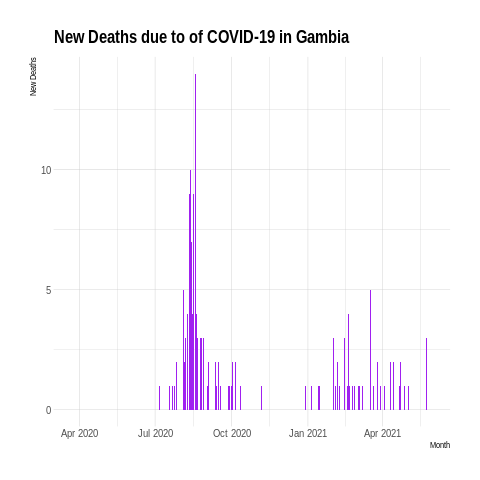 New Deaths due to of COVID-19 in Gambia
New Deaths
10
5
0
Apr 2020 Jul 2020 Oct 2020 Jan 2021 Apr 2021
Month